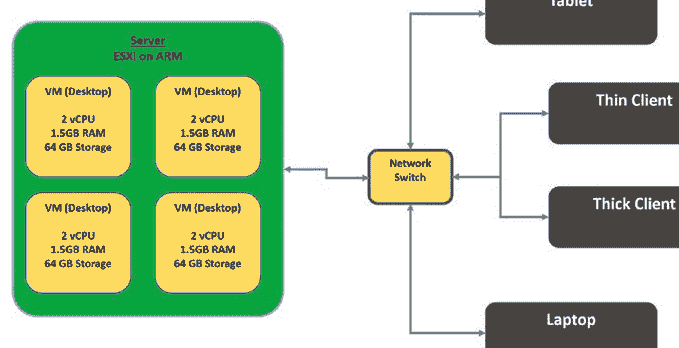 Server
ESXi on ARM
VM (Desktop)
2 vCPU
1.5GB RAM
64 GB Storage
VM (Desktop)
2 vCPU
1.5GB RAM
64 GB Storage
VM (Desktop)
2 vCPU
1.5GB RAM
64 GB Storage
VM (Desktop)
2 vCPU
1.5GB RAM
64 GB Storage
Network
Switch
Tablet
Thin Client
Thick Client
Laptop